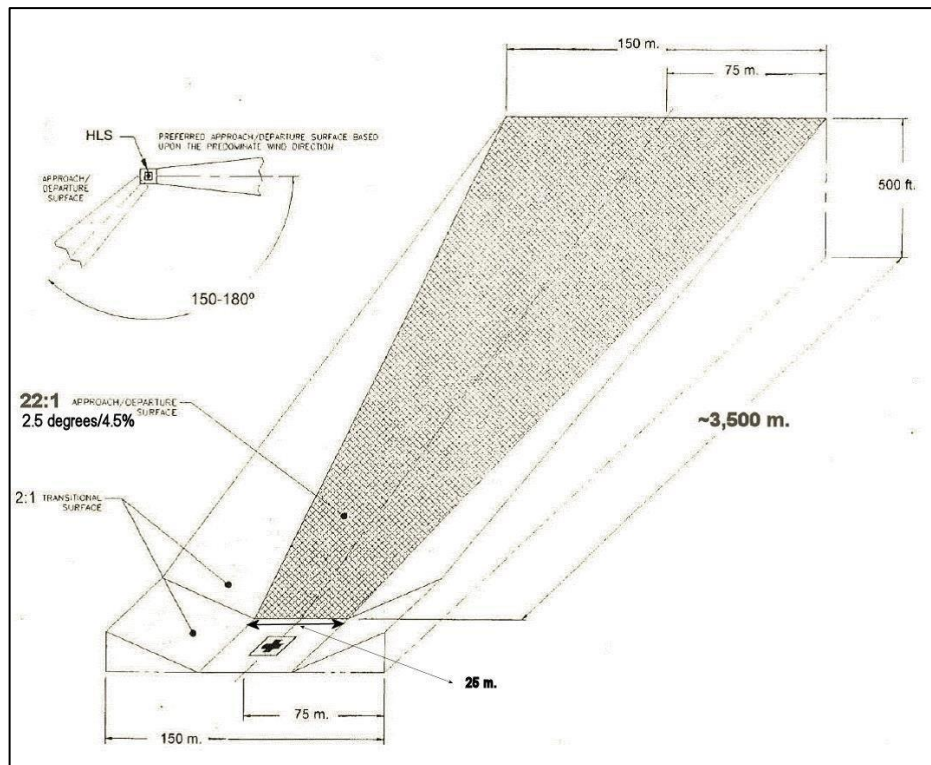 150 m.
75 m.
HLS
PREFERRED APPROACH/DEPARTURE SURFACE BASED
UPON THE PREDOMINATE WIND DIRECTION
APPROACH/
DEPARTURE
SURFACE
500 ft.
150-180º
22:1 APPROACH/DEPARTURE
SURFACE
2.5 degrees/4.5%
~3,500 m.
2:1 TRANSITIONAL
SURFACE
25 m.
75 m.
150 m.